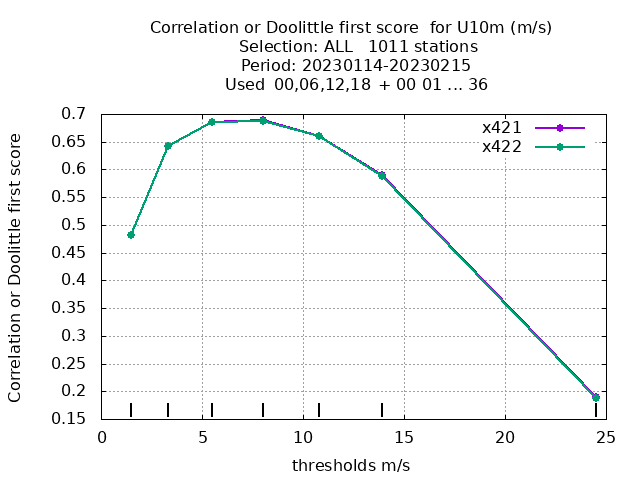 Correlation or Doolittle first score  for U10m (m/s)
Selection: ALL   1011 stations
Period: 20230114-20230215
Used  00,06,12,18  + 00 01 ... 36
Correlation or Doolittle first score
0.7
0.65
0.6
0.55
0.5
0.45
0.4
0.35
0.3
0.25
0.2
0.15
x421
x422
0 5 10 15 20 25
thresholds m/s